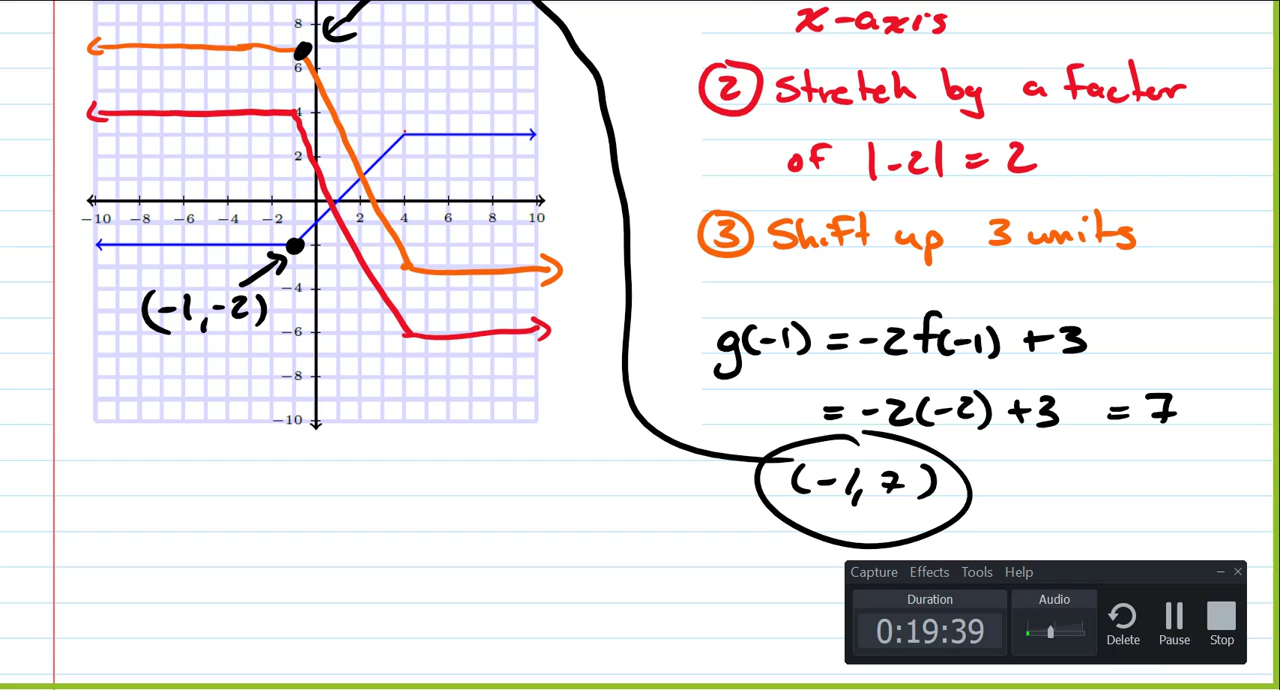 x-axis
② Stretch by a factor
of |-2| = 2
③ Shift up 3 units
g(-1) = -2f(-1) + 3
= -2(-2) + 3 = 7
(-1, 7)
8
6
4
2
-10 -8 -6 -4 -2 2 4 6 8 10
-4
-6
-8
-10
(-1, -2)
Capture Effects Tools Help
Duration Audio
0:19:39
Delete Pause Stop